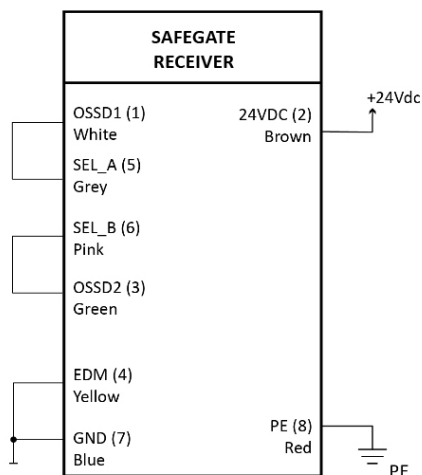 SAFEGATE
RECEIVER
+24Vdc
OSSD1 (1)
White
24VDC (2)
Brown
SEL_A (5)
Grey
SEL_B (6)
Pink
OSSD2 (3)
Green
EDM (4)
Yellow
GND (7)
Blue
PE (8)
Red
PE